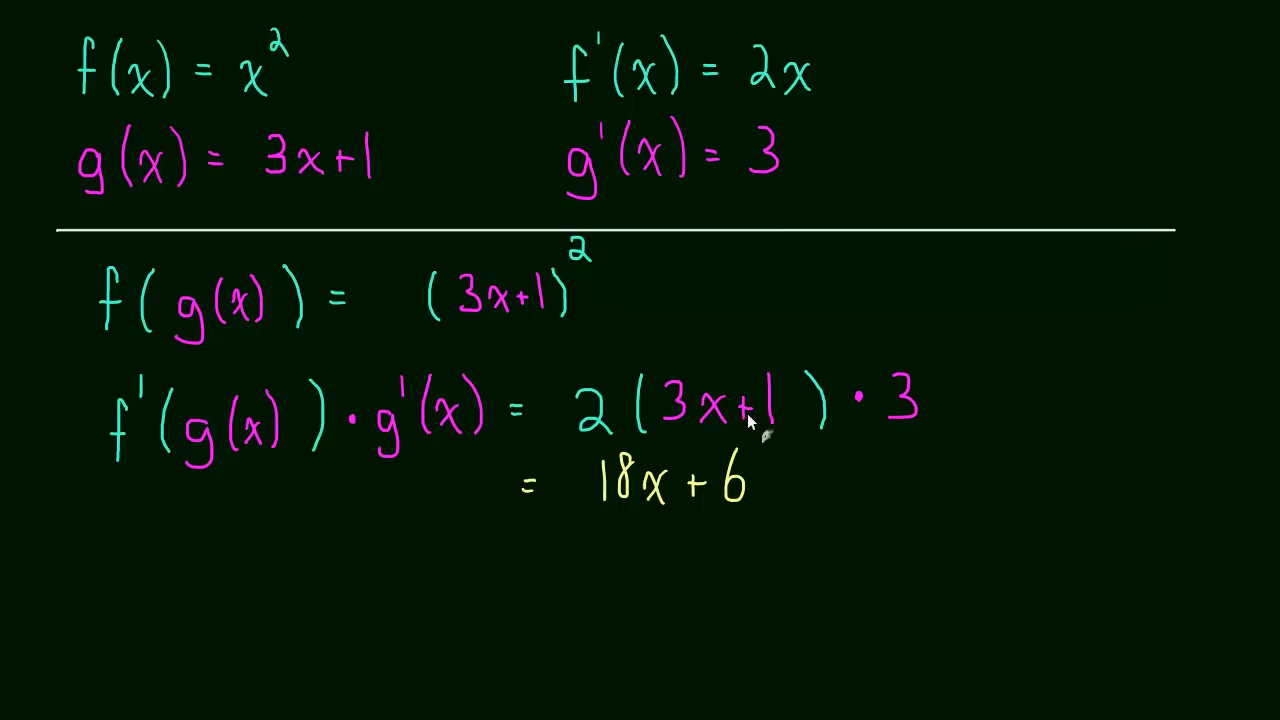 f(x) = x² f'(x) = 2x
g(x) = 3x+1 g'(x) = 3
f(g(x)) = (3x+1)²
f'(g(x)) · g'(x) = 2(3x+1) · 3
= 18x + 6